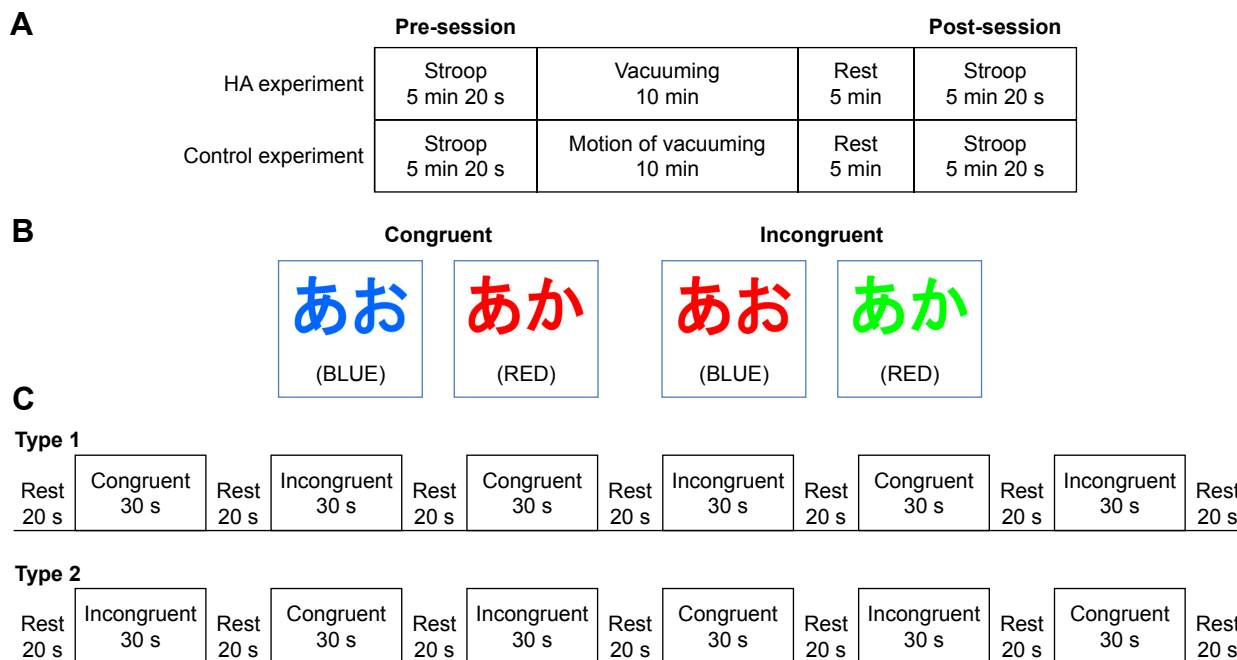 A
Pre-session Post-session
HA experiment
Stroop
5 min 20 s
Vacuuming
10 min
Rest
5 min
Stroop
5 min 20 s
Control experiment
Stroop
5 min 20 s
Motion of vacuuming
10 min
Rest
5 min
Stroop
5 min 20 s
B
Congruent
Incongruent
あお
(BLUE)
あか
(RED)
あお
(BLUE)
あか
(RED)
C
Type 1
Rest
20 s
Congruent
30 s
Rest
20 s
Incongruent
30 s
Rest
20 s
Congruent
30 s
Rest
20 s
Incongruent
30 s
Rest
20 s
Congruent
30 s
Rest
20 s
Incongruent
30 s
Rest
20 s
Type 2
Rest
20 s
Incongruent
30 s
Rest
20 s
Congruent
30 s
Rest
20 s
Incongruent
30 s
Rest
20 s
Congruent
30 s
Rest
20 s
Incongruent
30 s
Rest
20 s
Congruent
30 s
Rest
20 s